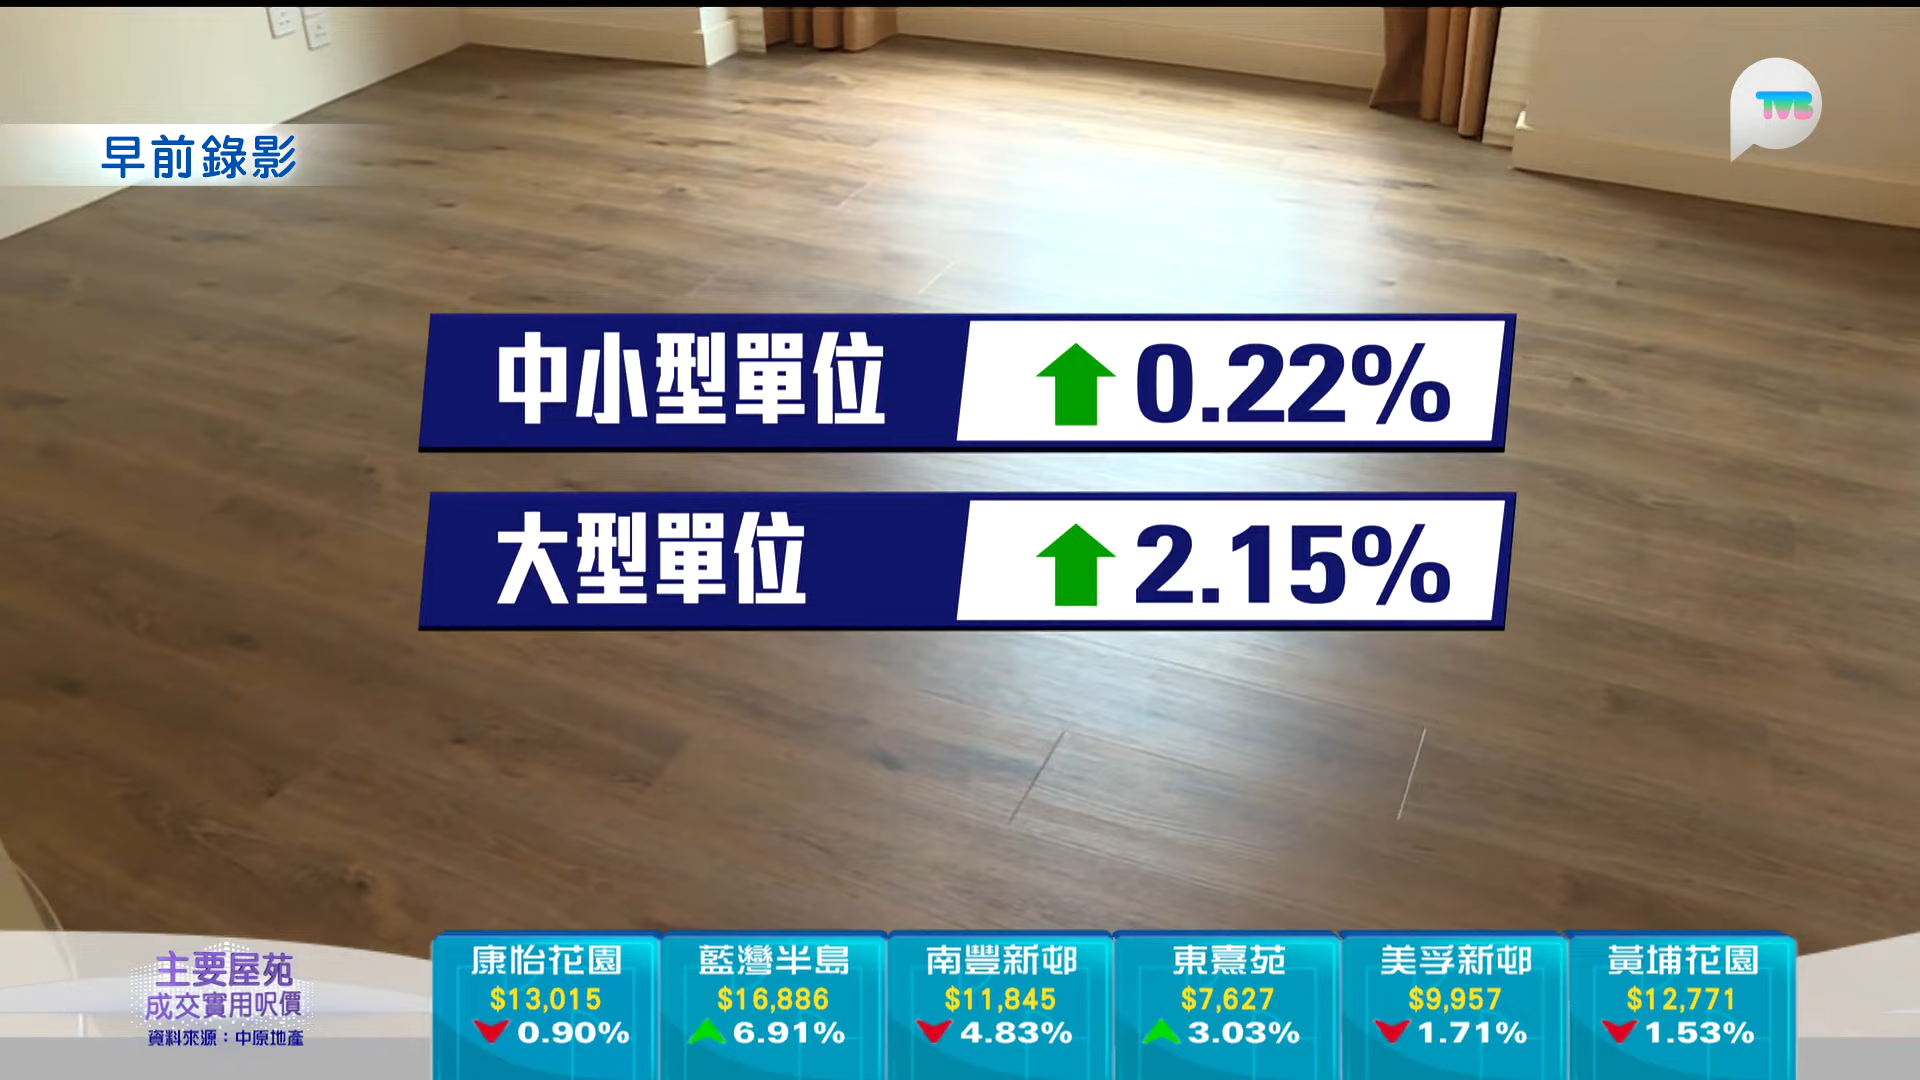 TVB
早前錄影
中小型單位 0.22%
大型單位 2.15%
主要屋苑
成交實用呎價
資料來源：中原地產
康怡花園
$13,015
0.90%
藍灣半島
$16,886
6.91%
南豐新邨
$11,845
4.83%
東熹苑
$7,627
3.03%
美孚新邨
$9,957
1.71%
黃埔花園
$12,771
1.53%